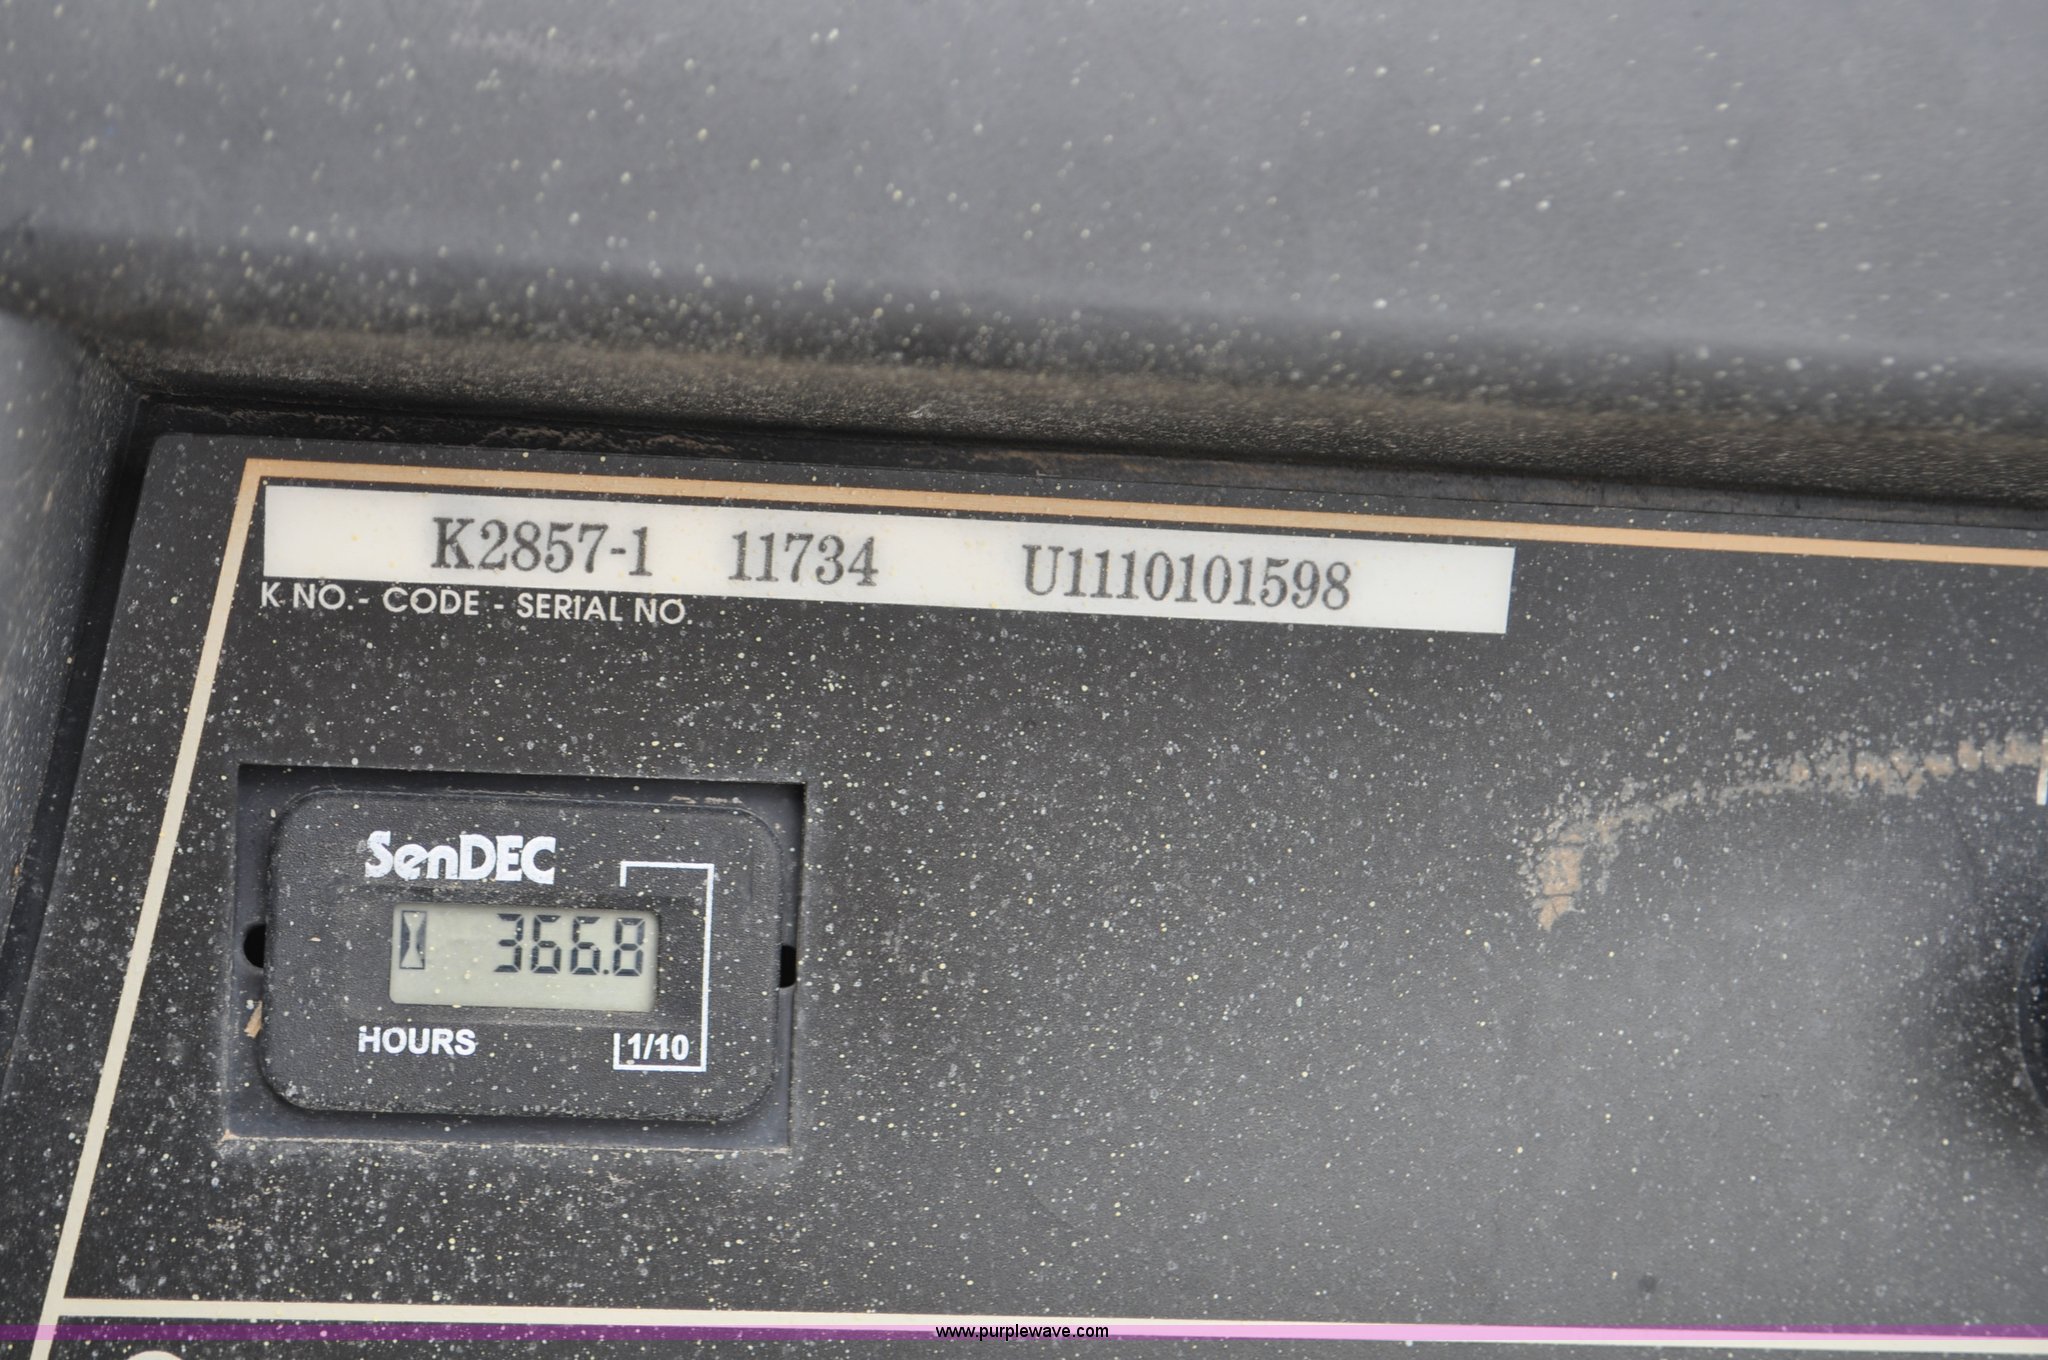 K2857-1 11734 U1110101598
K NO.- CODE - SERIAL NO.
SenDEC
366.8
HOURS 1/10
www.purplewave.com